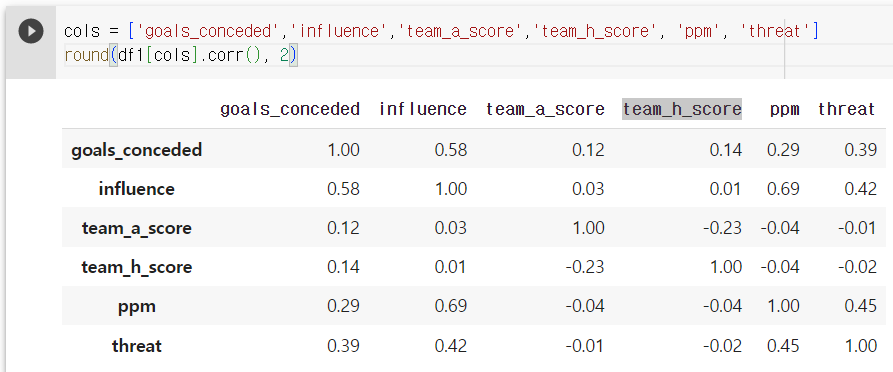 cols = ['goals_conceded','influence','team_a_score','team_h_score', 'ppm', 'threat']
round(df1[cols].corr(), 2)
goals_conceded influence team_a_score team_h_score ppm threat
goals_conceded 1.00 0.58 0.12 0.14 0.29 0.39
influence 0.58 1.00 0.03 0.01 0.69 0.42
team_a_score 0.12 0.03 1.00 -0.23 -0.04 -0.01
team_h_score 0.14 0.01 -0.23 1.00 -0.04 -0.02
ppm 0.29 0.69 -0.04 -0.04 1.00 0.45
threat 0.39 0.42 -0.01 -0.02 0.45 1.00